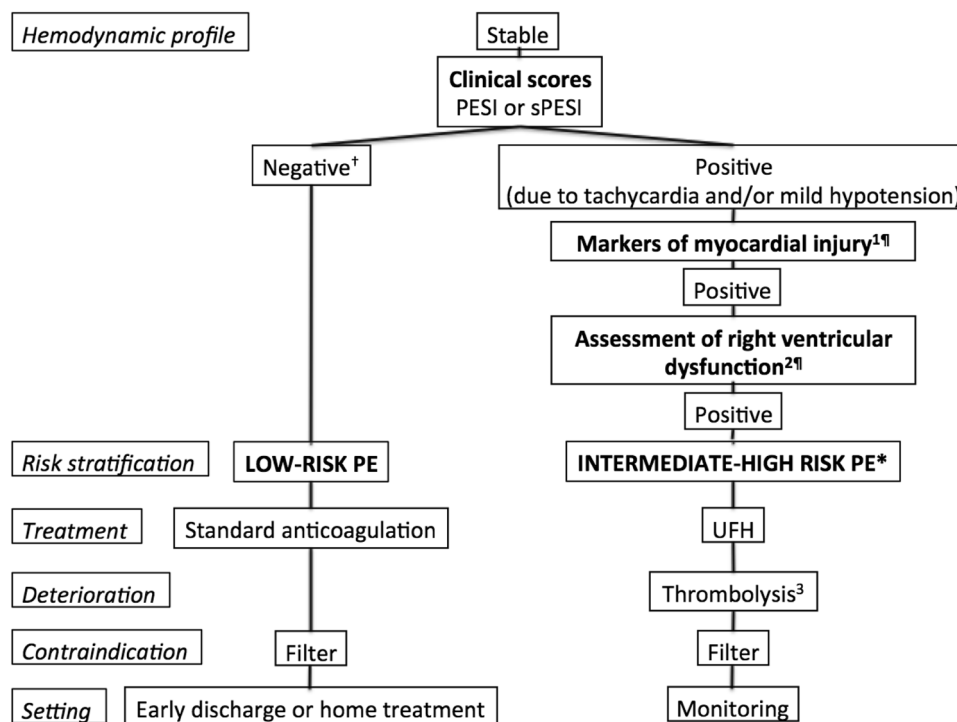 Hemodynamic profile
Stable
Clinical scores
PESI or sPESI
Negative†
Positive
(due to tachycardia and/or mild hypotension)
Markers of myocardial injury¹¶
Positive
Assessment of right ventricular
dysfunction²¶
Positive
Risk stratification
LOW-RISK PE
INTERMEDIATE-HIGH RISK PE*
Treatment
Standard anticoagulation
UFH
Deterioration
Thrombolysis³
Contraindication
Filter
Filter
Setting
Early discharge or home treatment
Monitoring